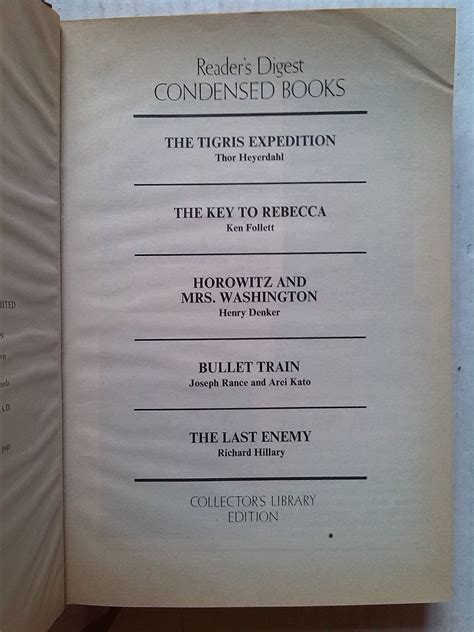 Reader's Digest
CONDENSED BOOKS
THE TIGRIS EXPEDITION
Thor Heyerdahl
THE KEY TO REBECCA
Ken Follett
HOROWITZ AND
MRS. WASHINGTON
Henry Denker
BULLET TRAIN
Joseph Rance and Arei Kato
THE LAST ENEMY
Richard Hillary
COLLECTOR'S LIBRARY
EDITION
page